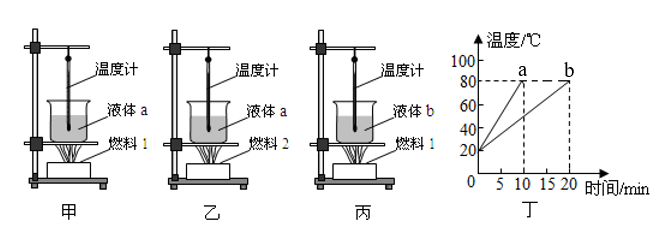 温度计
液体 a
燃料 1
甲
温度计
液体 a
燃料 2
乙
温度计
液体 b
燃料 1
丙
温度/℃
100
80
60
40
20
0
a
b
5
10
15
20
时间/min
丁